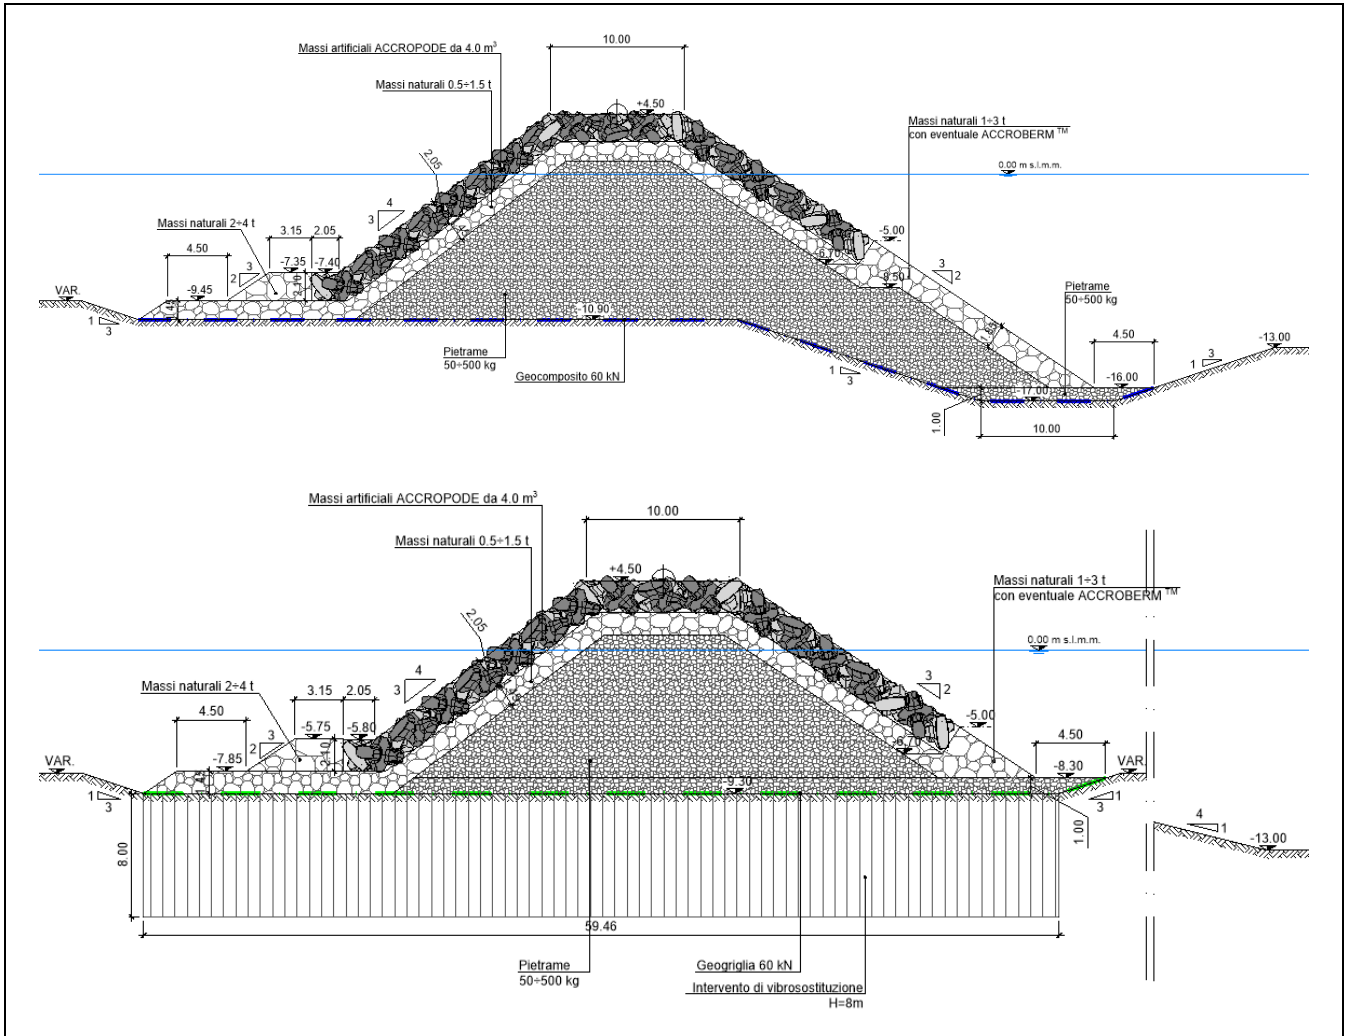 10.00
Massi artificiali ACCROPODE da 4.0 m³
Massi naturali 0.5÷1.5 t
+4.50
Massi naturali 1÷3 t
con eventuale ACCROBERM TM
0.00 m s.l.m.m.
2.05
4
3
Massi naturali 2÷4 t
3.15
2.05
4.50
3
2
-7.35
-7.40
-5.00
-6.70
3
2
-8.50
VAR.
-9.45
2.10
Pietrame
50÷500 kg
1
3
-10.90
1.85
4.50
-13.00
3
1
Pietrame
50÷500 kg
Geocomposito 60 kN
1
3
-16.00
-17.00
1.00
10.00
Massi artificiali ACCROPODE da 4.0 m³
10.00
Massi naturali 0.5÷1.5 t
+4.50
Massi naturali 1÷3 t
con eventuale ACCROBERM TM
2.05
0.00 m s.l.m.m.
4
3
Massi naturali 2÷4 t
3.15
2.05
3
2
4.50
3
2
-5.75
-5.80
-5.00
4.50
VAR.
-7.85
2.10
-8.30
VAR.
1
3
-9.30
1
3
4
1
1.00
-13.00
8.00
59.46
Pietrame
50÷500 kg
Geogriglia 60 kN
Intervento di vibrosostituzione
H=8m